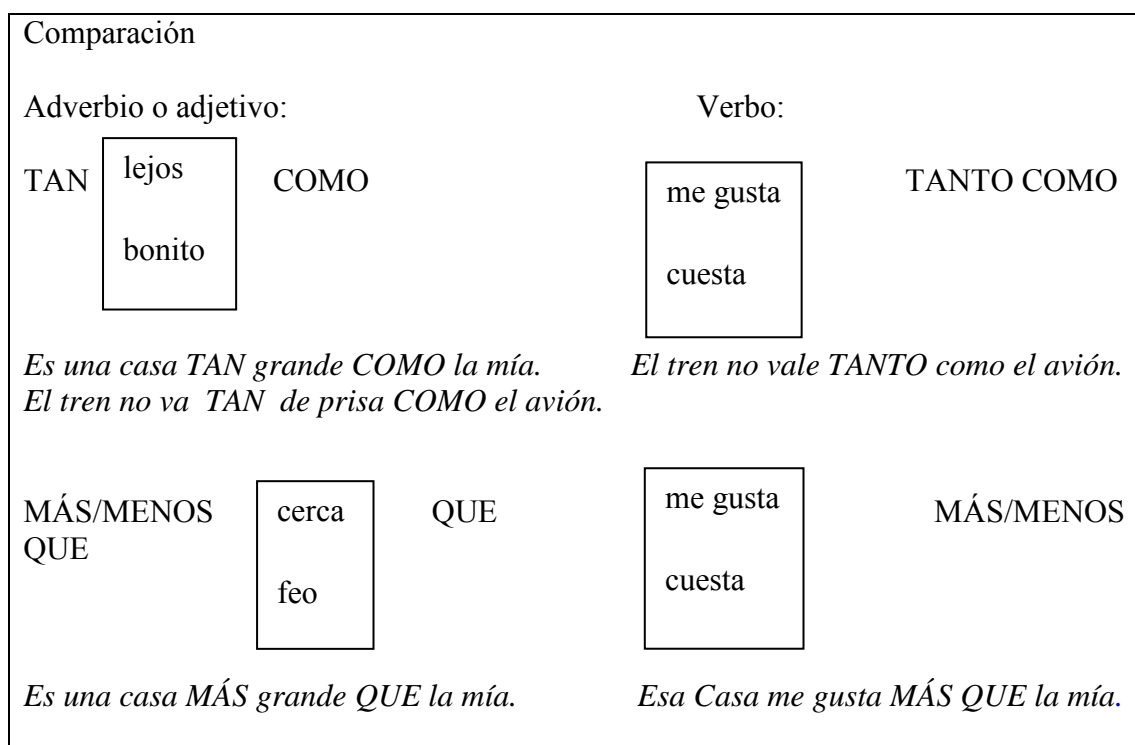 Comparación
Adverbio o adjetivo: Verbo:
TAN lejos COMO me gusta TANTO COMO
bonito cuesta
Es una casa TAN grande COMO la mía. El tren no vale TANTO como el avión.
El tren no va TAN de prisa COMO el avión.
MÁS/MENOS cerca QUE me gusta MÁS/MENOS
QUE
feo cuesta
Es una casa MÁS grande QUE la mía. Esa Casa me gusta MÁS QUE la mía.